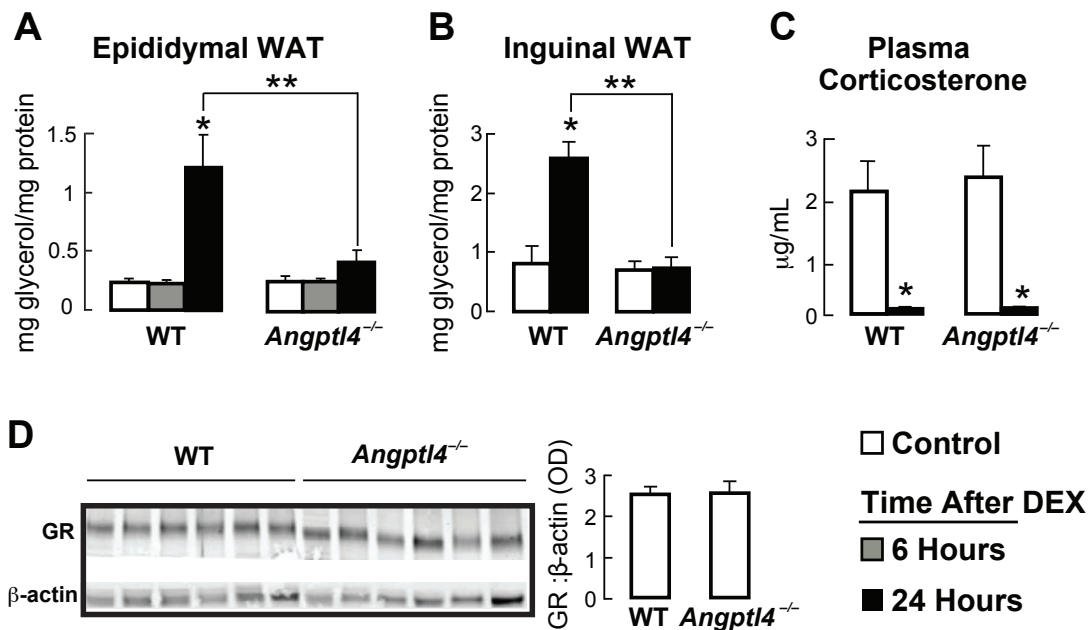 A
Epididymal WAT
mg glycerol/mg protein
1.5
1
0.5
0
*
**
WT
Angptl4–/–
B
Inguinal WAT
mg glycerol/mg protein
3
2
1
0
*
**
WT
Angptl4–/–
C
Plasma
Corticosterone
μg/mL
3
2
1
0
*
*
WT
Angptl4–/–
D
WT
Angptl4–/–
GR
β-actin
GR :β-actin (OD)
3
2
1
0
WT
Angptl4–/–
Control
Time After DEX
6 Hours
24 Hours